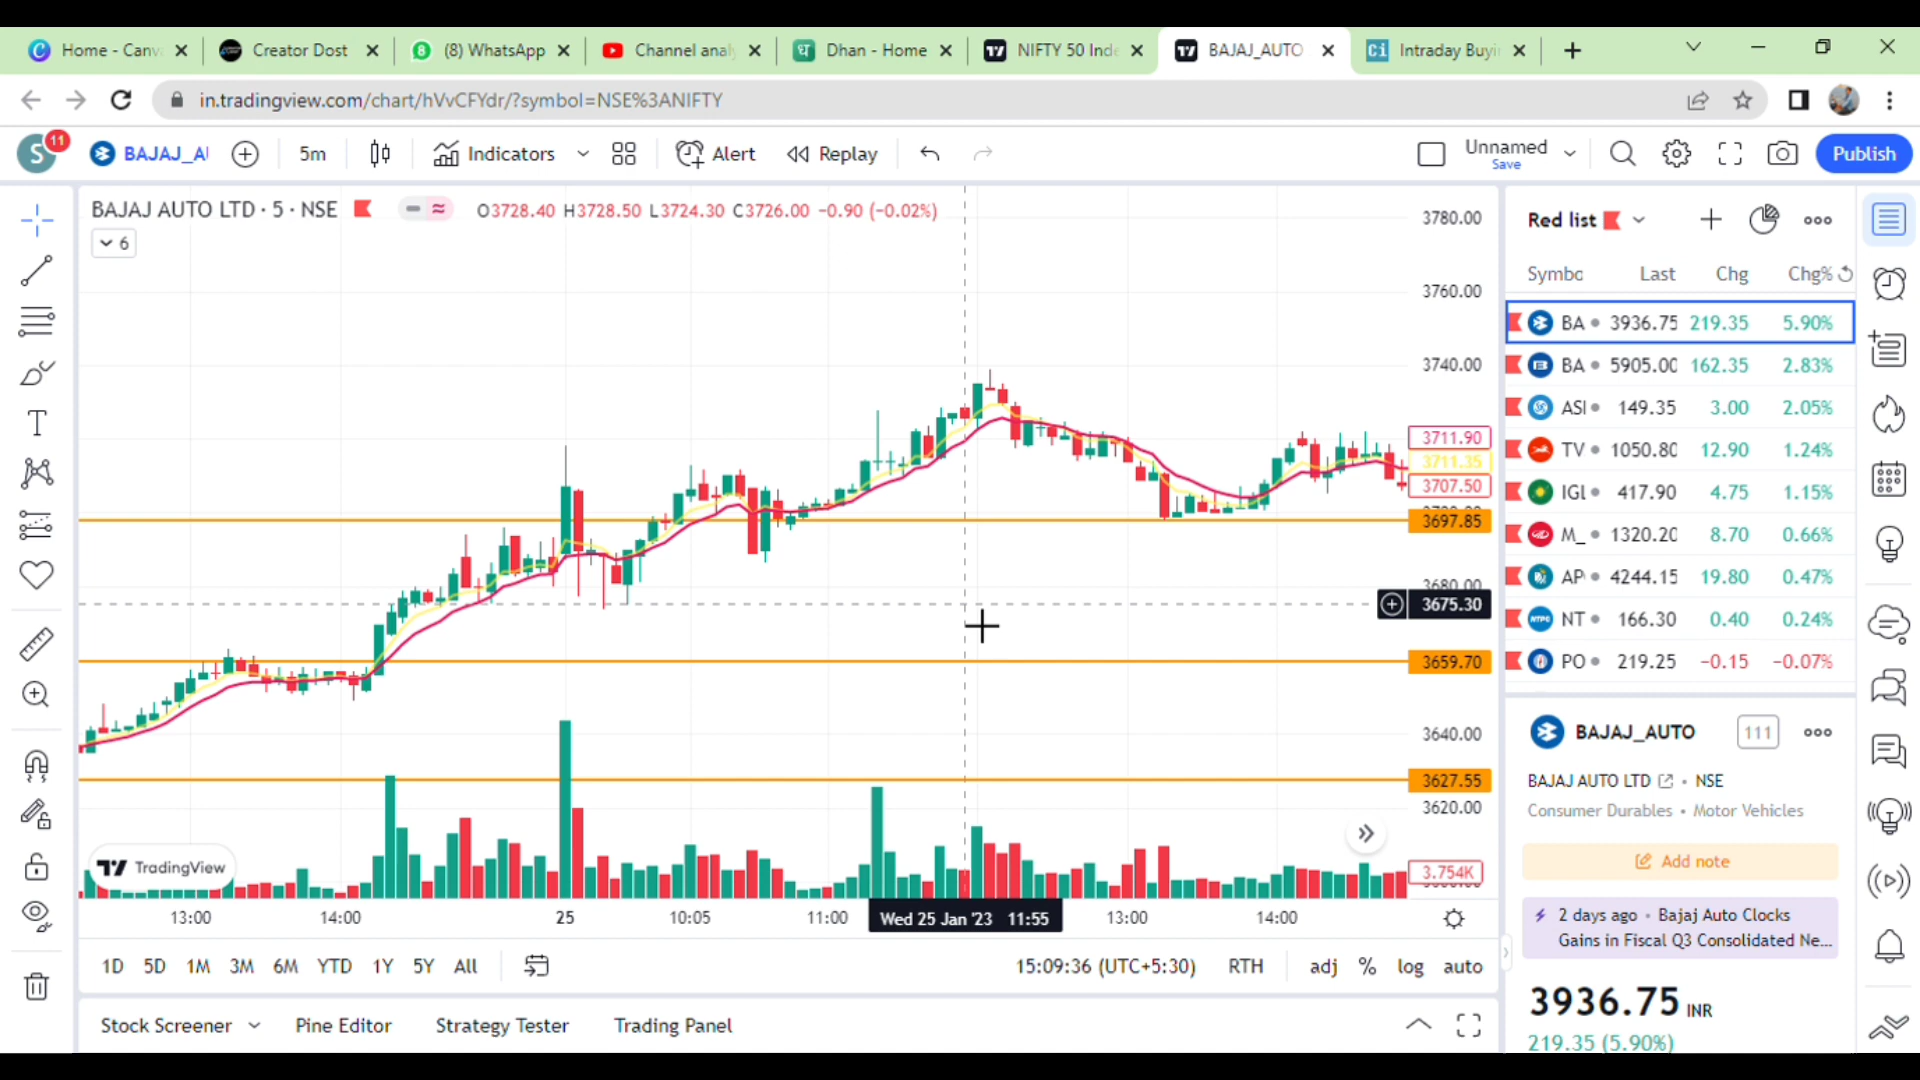 Home - Canv
Creator Dost
(8) WhatsApp
Channel anal
Dhan - Home
NIFTY 50 Inde
BAJAJ_AUTO
Intraday Buyi
in.tradingview.com/chart/hVvCFYdr/?symbol=NSE%3ANIFTY
S 11
BAJAJ_AU
5m
Indicators
Alert
Replay
Unnamed
Save
Publish
BAJAJ AUTO LTD · 5 · NSE
O3728.40 H3728.50 L3724.30 C3726.00 −0.90 (−0.02%)
6
3780.00
3760.00
3740.00
3711.90
3711.35
3707.50
3697.85
3680.00
3675.30
3659.70
3640.00
3627.55
3620.00
3.754K
TradingView
13:00 14:00 25 10:05 11:00 Wed 25 Jan '23 11:55 13:00 14:00
1D 5D 1M 3M 6M YTD 1Y 5Y All
15:09:36 (UTC+5:30) RTH adj % log auto
Stock Screener Pine Editor Strategy Tester Trading Panel
Red list
Symbo Last Chg Chg%
BA 3936.75 219.35 5.90%
BA 5905.00 162.35 2.83%
ASI 149.35 3.00 2.05%
TV 1050.80 12.90 1.24%
IGL 417.90 4.75 1.15%
M_ 1320.20 8.70 0.66%
AP 4244.15 19.80 0.47%
NT 166.30 0.40 0.24%
PO 219.25 −0.15 −0.07%
BAJAJ_AUTO 111
BAJAJ AUTO LTD · NSE
Consumer Durables • Motor Vehicles
Add note
2 days ago • Bajaj Auto Clocks
Gains in Fiscal Q3 Consolidated Ne...
3936.75 INR
219.35 (5.90%)